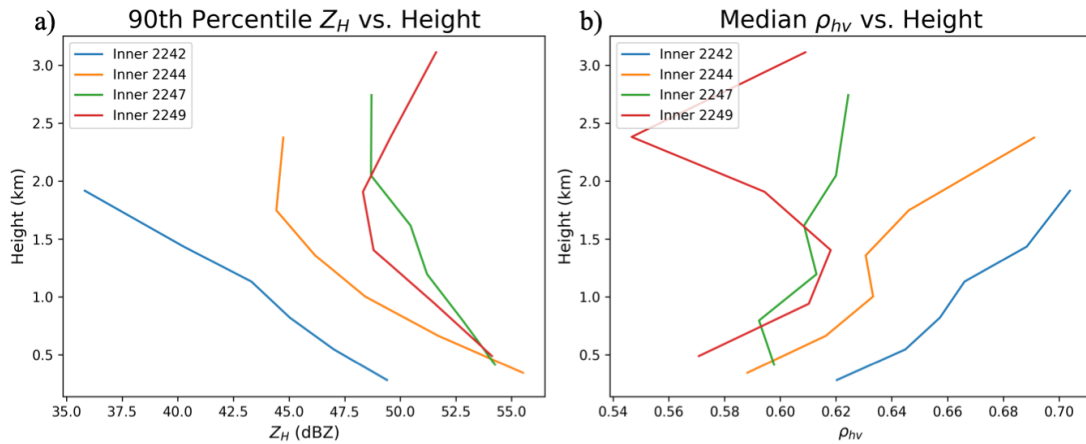 a) 90th Percentile Z_H vs. Height
Inner 2242
Inner 2244
Inner 2247
Inner 2249
Height (km)
3.0
2.5
2.0
1.5
1.0
0.5
35.0 37.5 40.0 42.5 45.0 47.5 50.0 52.5 55.0
Z_H (dBZ)
b) Median ρ_hv vs. Height
Inner 2242
Inner 2244
Inner 2247
Inner 2249
Height (km)
3.0
2.5
2.0
1.5
1.0
0.5
0.54 0.56 0.58 0.60 0.62 0.64 0.66 0.68 0.70
ρ_hv